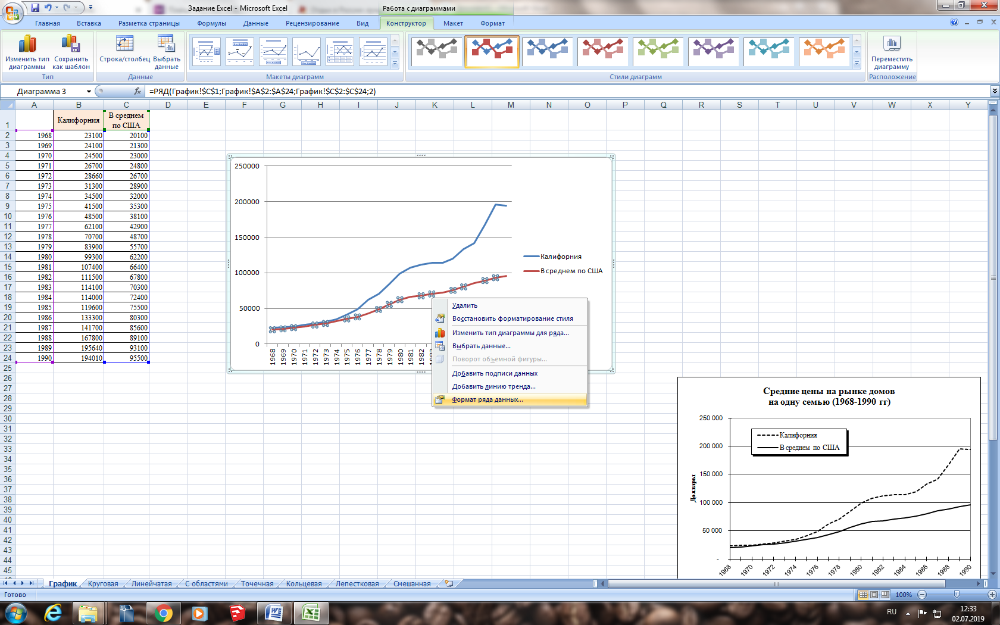 Задание Excel - Microsoft Excel
Работа с диаграммами
Главная Вставка Разметка страницы Формулы Данные Рецензирование Вид Конструктор Макет Формат
Изменить тип диаграммы
Сохранить как шаблон
Строка/столбец
Выбрать данные
Переместить диаграмму
Тип Данные Макеты диаграмм Стили диаграмм Расположение
Диаграмма 3
fx =РЯД(График!$C$1;График!$A$2:$A$24;График!$C$2:$C$24;2)
A B C D E F G H I J K L M N O P Q R S T U V W X Y
1 Калифорния В среднем по США
2 1968 23100 20100
3 1969 24100 21300
4 1970 24500 23000
5 1971 26700 24800
6 1972 28660 26700
7 1973 31300 28900
8 1974 34500 32000
9 1975 41500 35300
10 1976 48500 38100
11 1977 62100 42900
12 1978 70700 48700
13 1979 83900 55700
14 1980 99300 62200
15 1981 107400 66400
16 1982 111500 67800
17 1983 114100 70300
18 1984 114000 72400
19 1985 119600 75500
20 1986 133300 80300
21 1987 141700 85600
22 1988 167800 89100
23 1989 195640 93100
24 1990 194010 95500
25
26
27
28
29
30
31
32
33
34
35
36
37
38
39
40
41
42
43
44
45
250000
200000
150000
100000
50000
0
1968 1969 1970 1971 1972 1973 1974 1975 1976 1977 1978 1979 1980 1981 1982
Калифорния
В среднем по США
Удалить
Восстановить форматирование стиля
Изменить тип диаграммы для ряда...
Выбрать данные...
Поворот объемной фигуры...
Добавить подписи данных
Добавить линию тренда...
Формат ряда данных...
Средние цены на рынке домов
на одну семью (1968-1990 гг)
250 000
200 000
150 000
100 000
50 000
-
Доллары
Калифорния
В среднем по США
1968 1970 1972 1974 1976 1978 1980 1982 1984 1986 1988 1990
График Круговая Линейчатая С областями Точечная Кольцевая Лепестковая Смешанная
Готово
100%
RU
12:33
02.07.2019